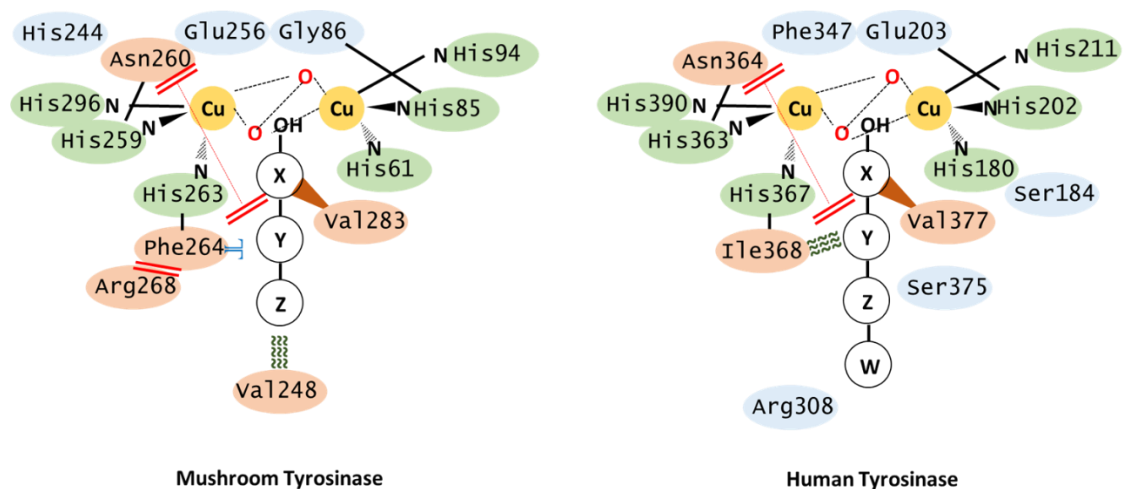 His244
Glu256
Gly86
Asn260
O
N His94
His296 N
Cu
Cu
N His85
His259 N
O
OH
N
His61
N
X
His263
Val283
Phe264
Y
Arg268
Z
Val248
Mushroom Tyrosinase
Phe347
Glu203
Asn364
O
N His211
His390 N
Cu
Cu
N His202
His363 N
O
OH
N
His180
N
X
Ser184
His367
Val377
Ile368
Y
Ser375
Z
W
Arg308
Human Tyrosinase